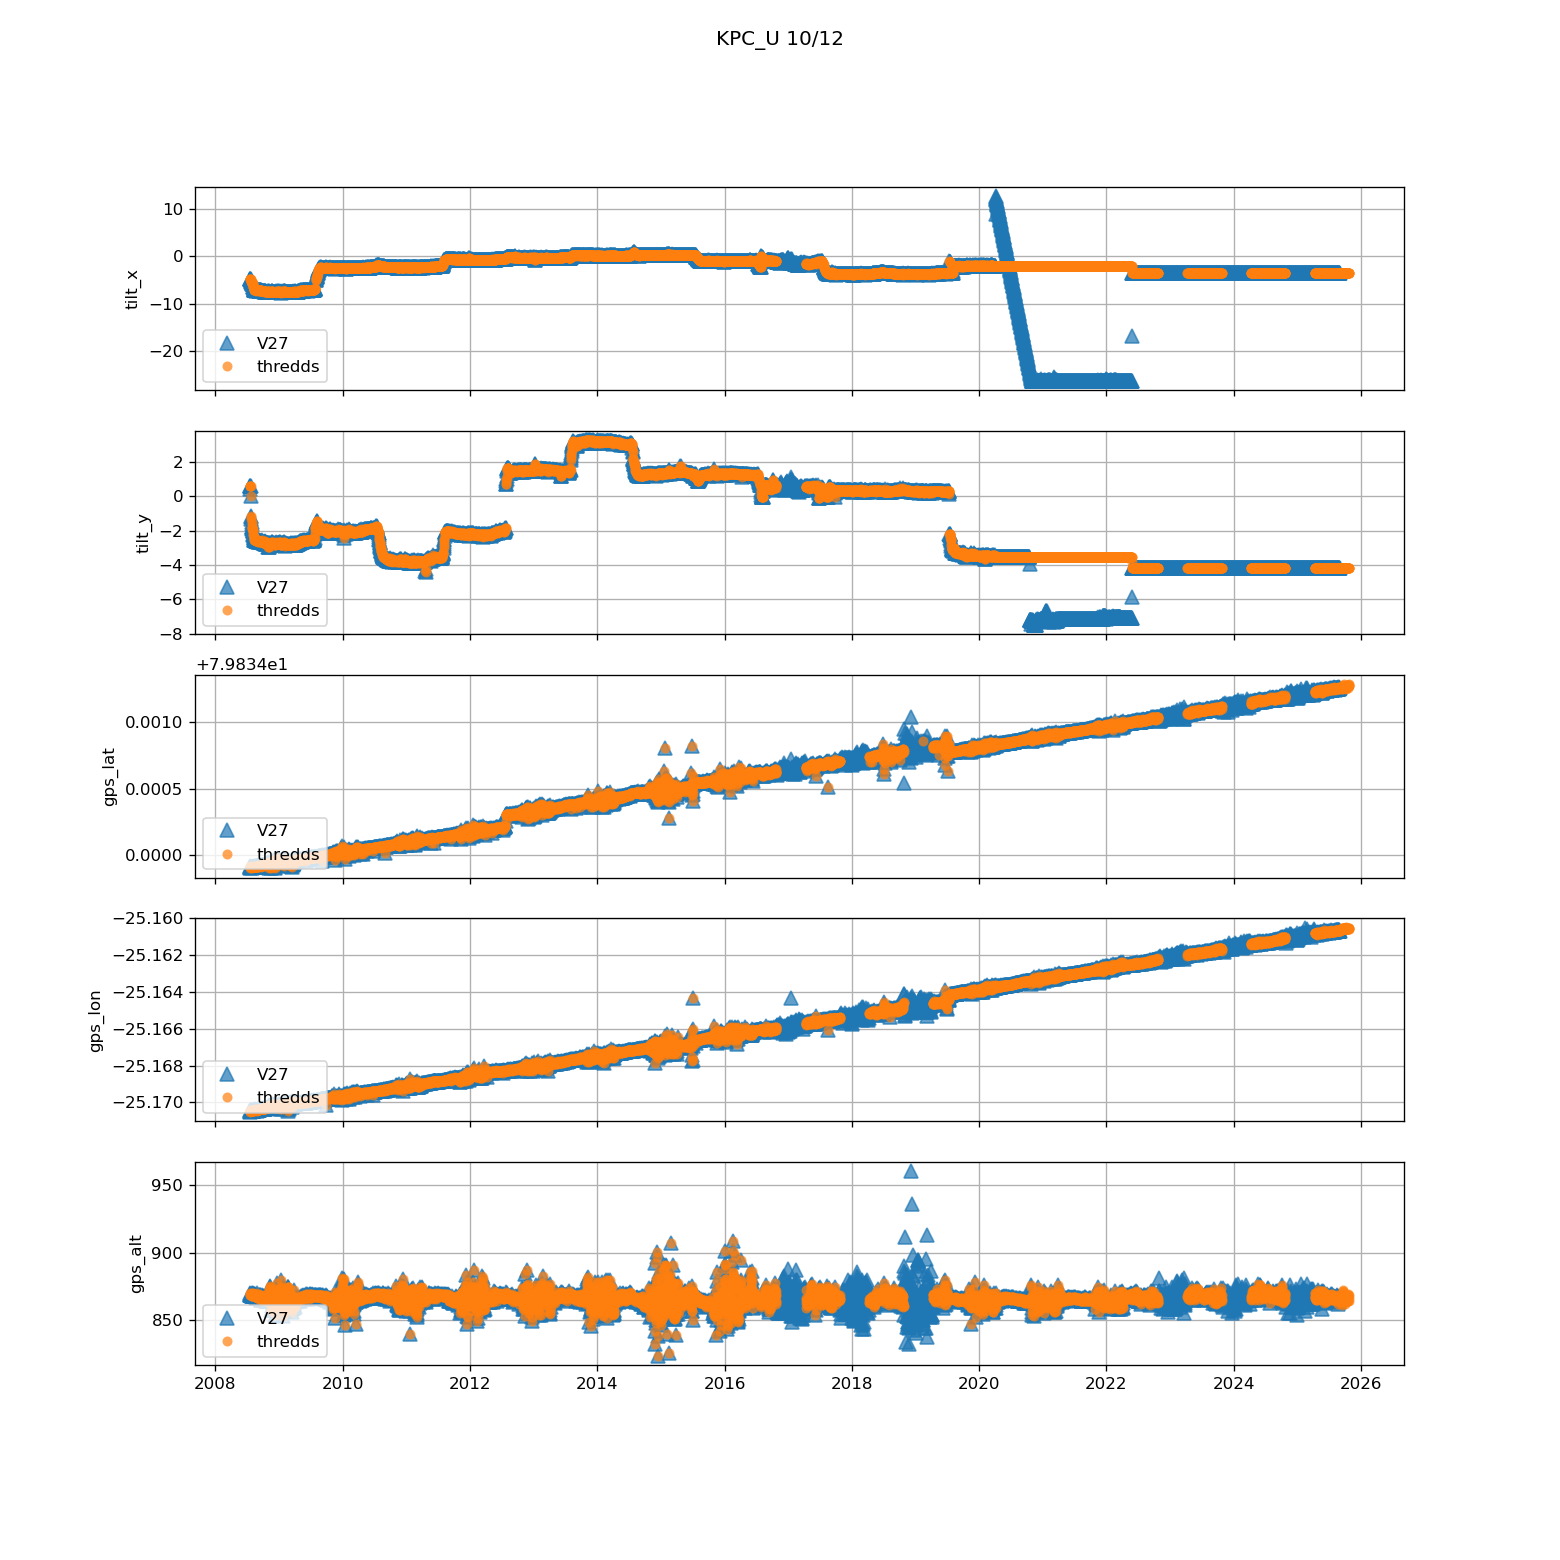 KPC_U 10/12
10
0
−10
−20
tilt_x
V27
thredds
2
0
−2
−4
−6
−8
tilt_y
V27
thredds
+7.9834e1
0.0010
0.0005
0.0000
gps_lat
V27
thredds
−25.160
−25.162
−25.164
−25.166
−25.168
−25.170
gps_lon
V27
thredds
950
900
850
gps_alt
V27
thredds
2008 2010 2012 2014 2016 2018 2020 2022 2024 2026